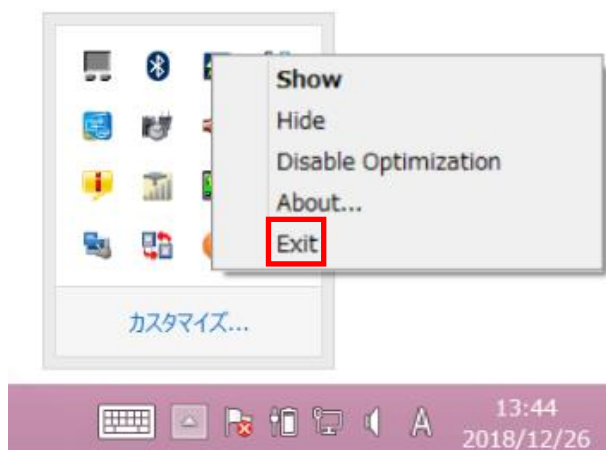 Show
Hide
Disable Optimization
About...
Exit
カスタマイズ...
A
13:44
2018/12/26